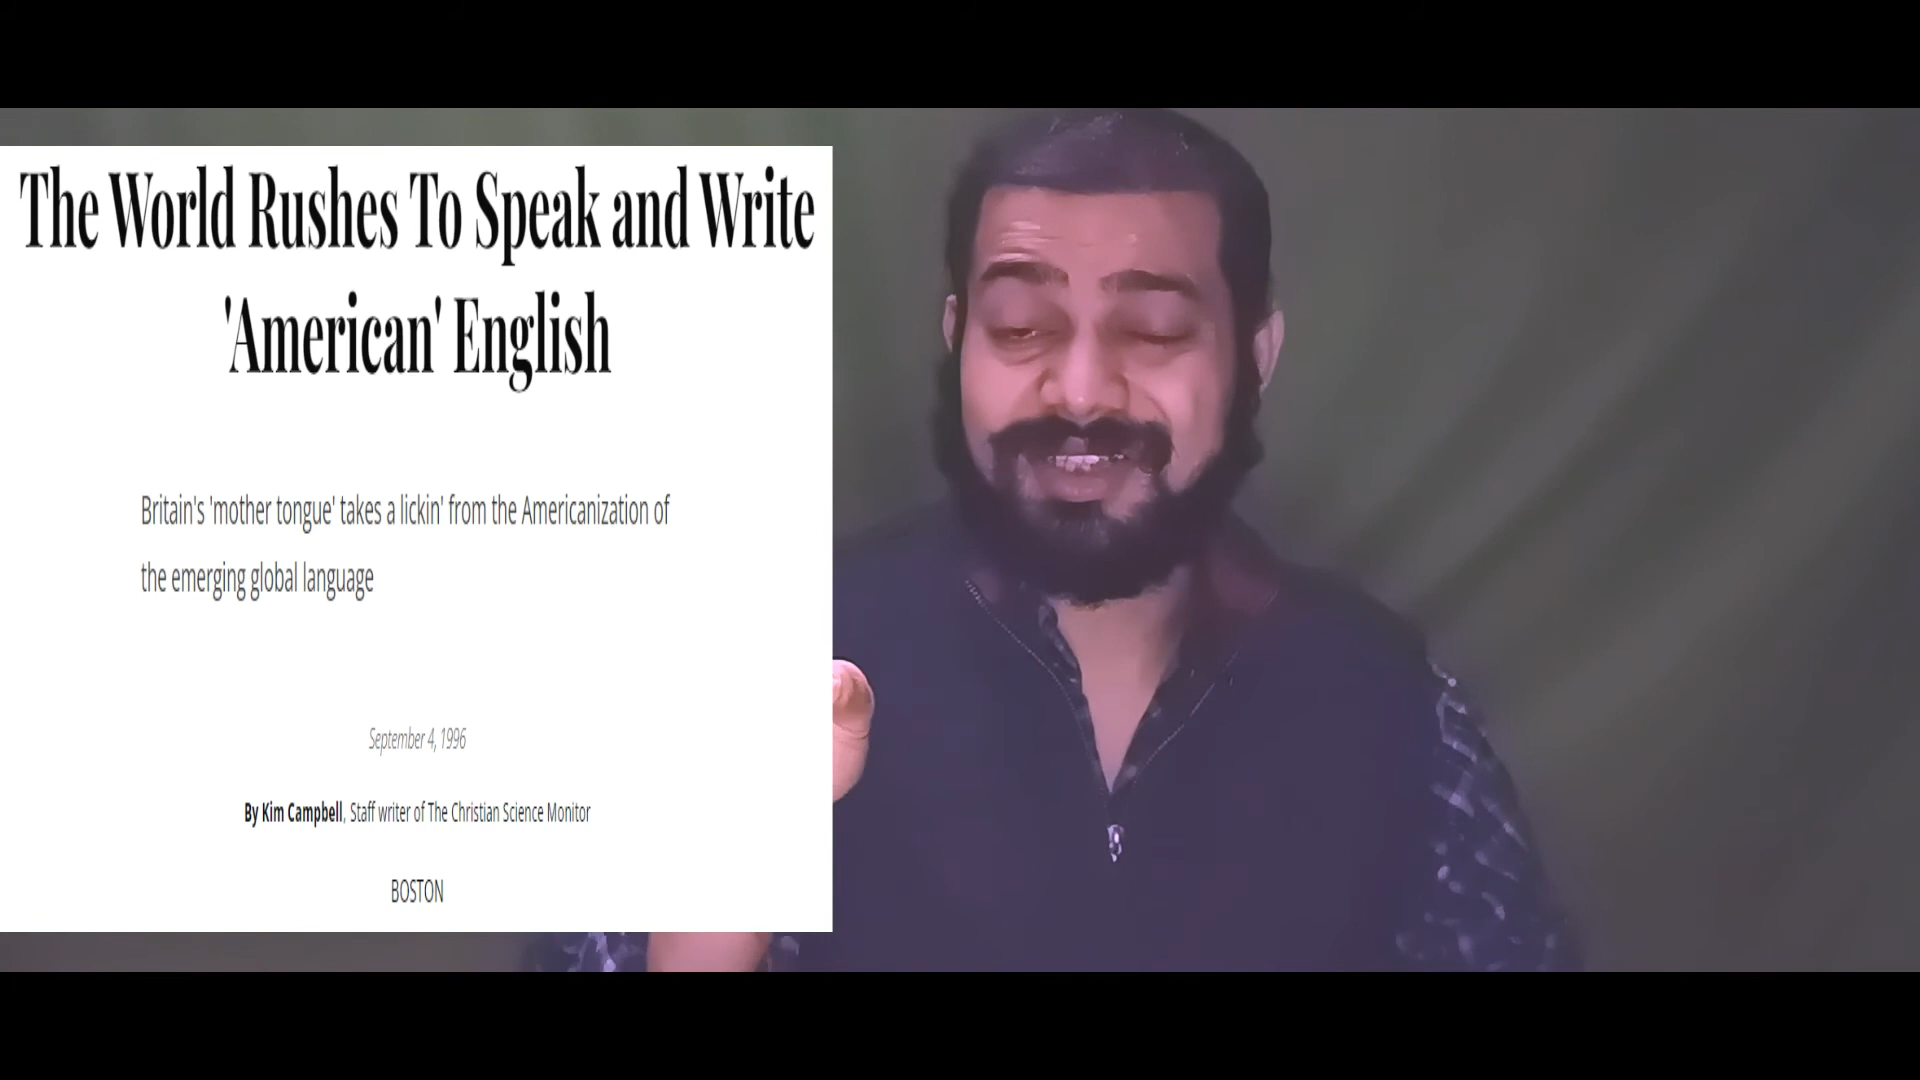 The World Rushes To Speak and Write
'American' English
Britain's 'mother tongue' takes a lickin' from the Americanization of
the emerging global language
September 4, 1996
By Kim Campbell, Staff writer of The Christian Science Monitor
BOSTON